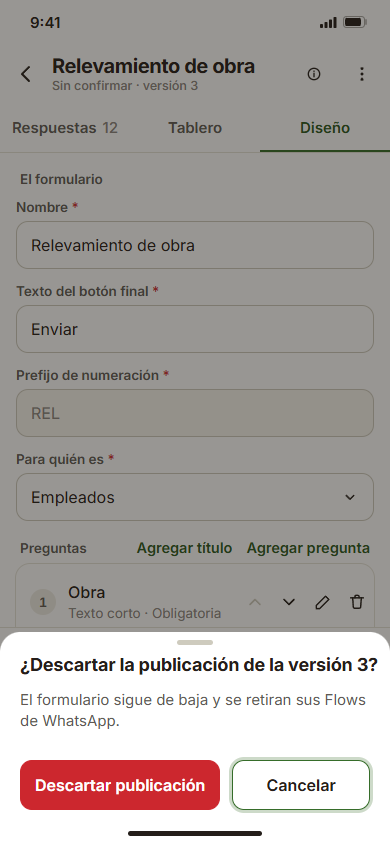 9:41
Relevamiento de obra
Sin confirmar · versión 3
Respuestas 12 Tablero Diseño
El formulario
Nombre *
Relevamiento de obra
Texto del botón final *
Enviar
Prefijo de numeración *
REL
Para quién es *
Empleados
Preguntas Agregar título Agregar pregunta
1 Obra
Texto corto · Obligatoria
¿Descartar la publicación de la versión 3?
El formulario sigue de baja y se retiran sus Flows
de WhatsApp.
Descartar publicación Cancelar